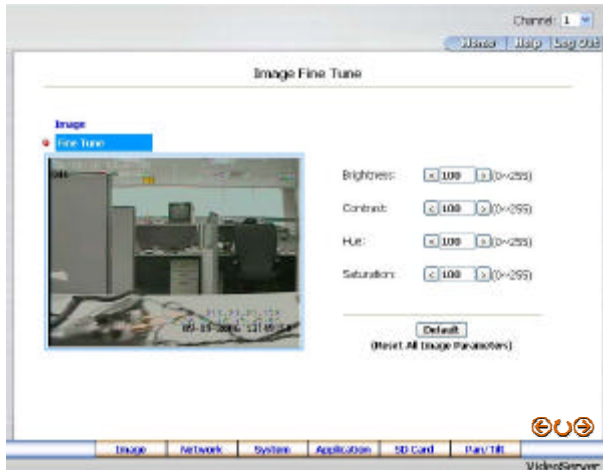 Channel: 1
Home Help Log Out
Image Fine Tune
Image
Fine Tune
Brightness: < 100 > (0~255)
Contrast: < 100 > (0~255)
Hue: < 100 > (0~255)
Saturation: < 100 > (0~255)
Default
(Reset All Image Parameters)
Image Network System Application SD Card Pan/Tilt
VideoServer